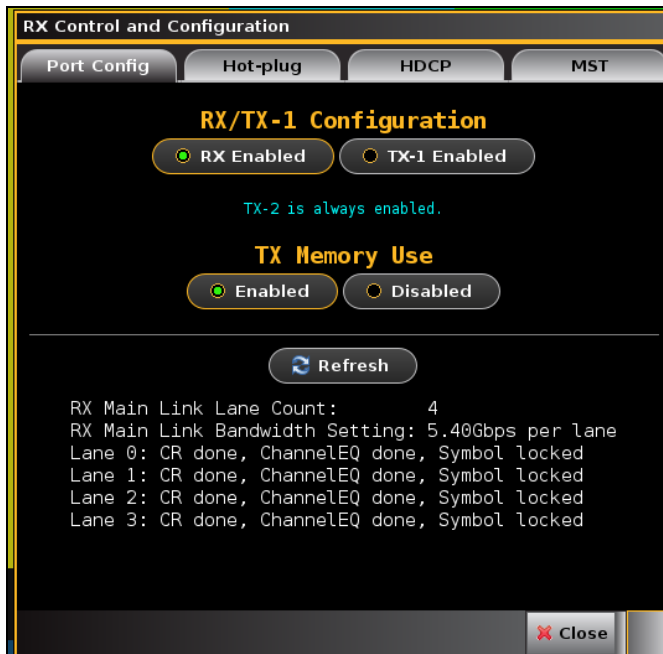 RX Control and Configuration
Port Config Hot-plug HDCP MST
RX/TX-1 Configuration
RX Enabled TX-1 Enabled
TX-2 is always enabled.
TX Memory Use
Enabled Disabled
Refresh
RX Main Link Lane Count: 4
RX Main Link Bandwidth Setting: 5.40Gbps per lane
Lane 0: CR done, ChannelEQ done, Symbol locked
Lane 1: CR done, ChannelEQ done, Symbol locked
Lane 2: CR done, ChannelEQ done, Symbol locked
Lane 3: CR done, ChannelEQ done, Symbol locked
Close